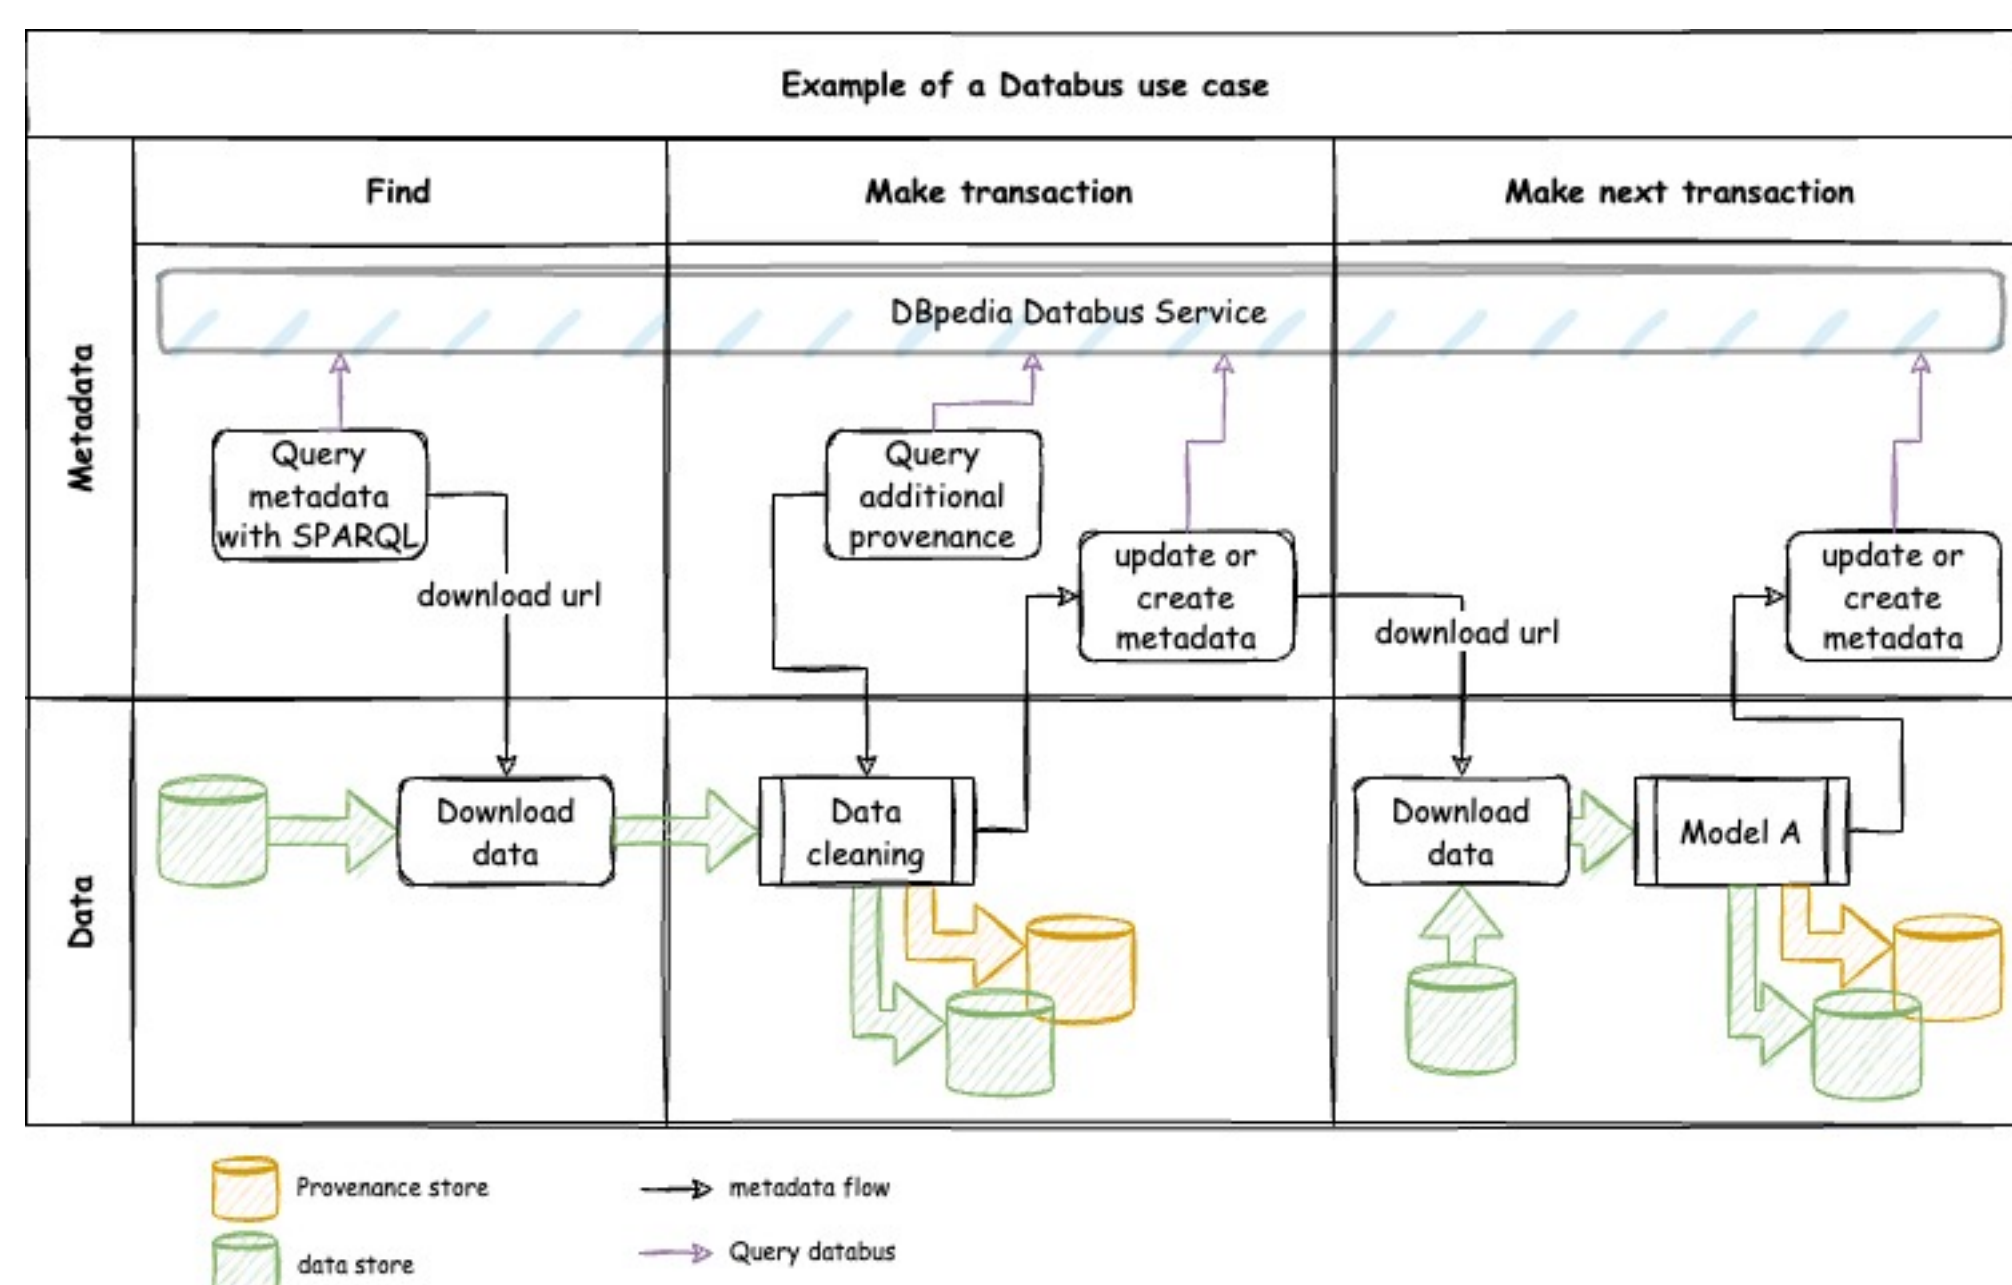 Example of a Databus use case
Find
Make transaction
Make next transaction
Metadata
DBpedia Databus Service
Query
metadata
with SPARQL
download url
Query
additional
provenance
update or
create
metadata
download url
update or
create
metadata
Data
Download
data
Data
cleaning
Download
data
Model A
Provenance store
metadata flow
data store
Query databus